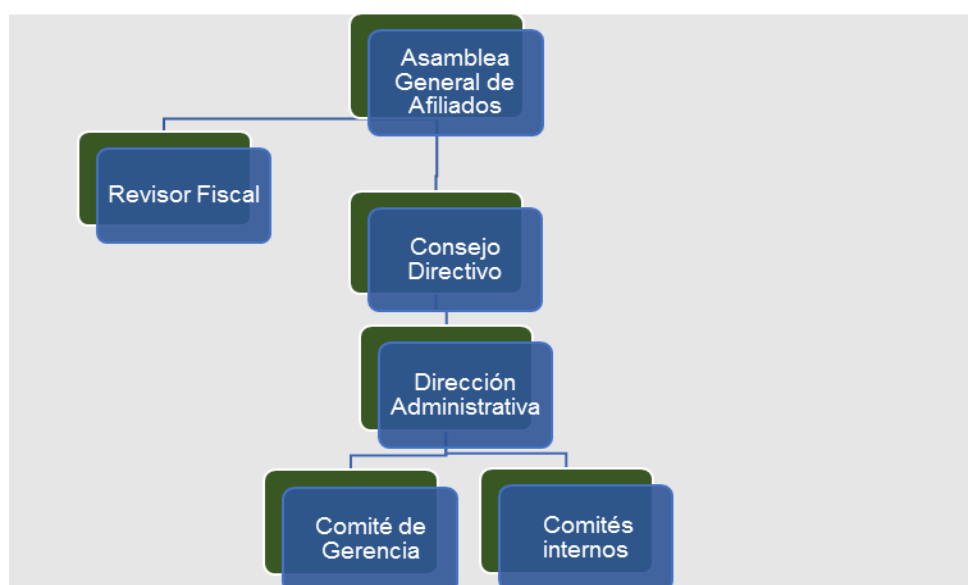 Asamblea
General de
Afiliados
Revisor Fiscal
Consejo
Directivo
Dirección
Administrativa
Comité de
Gerencia
Comités
internos